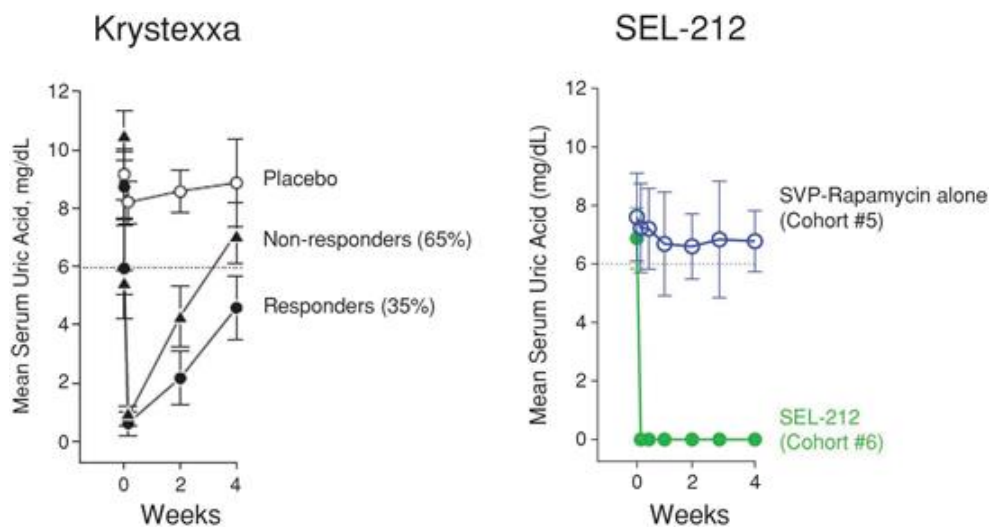 Krystexxa
Mean Serum Uric Acid, mg/dL
12
10
8
6
4
2
0
0
2
4
Weeks
Placebo
Non-responders (65%)
Responders (35%)
SEL-212
Mean Serum Uric Acid (mg/dL)
12
10
8
6
4
2
0
0
2
4
Weeks
SVP-Rapamycin alone
(Cohort #5)
SEL-212
(Cohort #6)